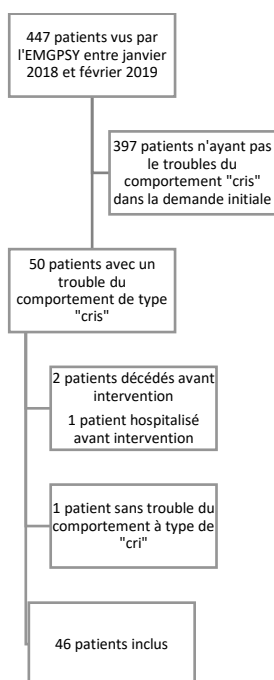 447 patients vus par
l'EMGPSY entre janvier
2018 et février 2019
397 patients n'ayant pas
le troubles du
comportement "cris"
dans la demande initiale
50 patients avec un
trouble du
comportement de type
"cris"
2 patients décédés avant
intervention
1 patient hospitalisé
avant intervention
1 patient sans trouble du
comportement à type de
"cri"
46 patients inclus